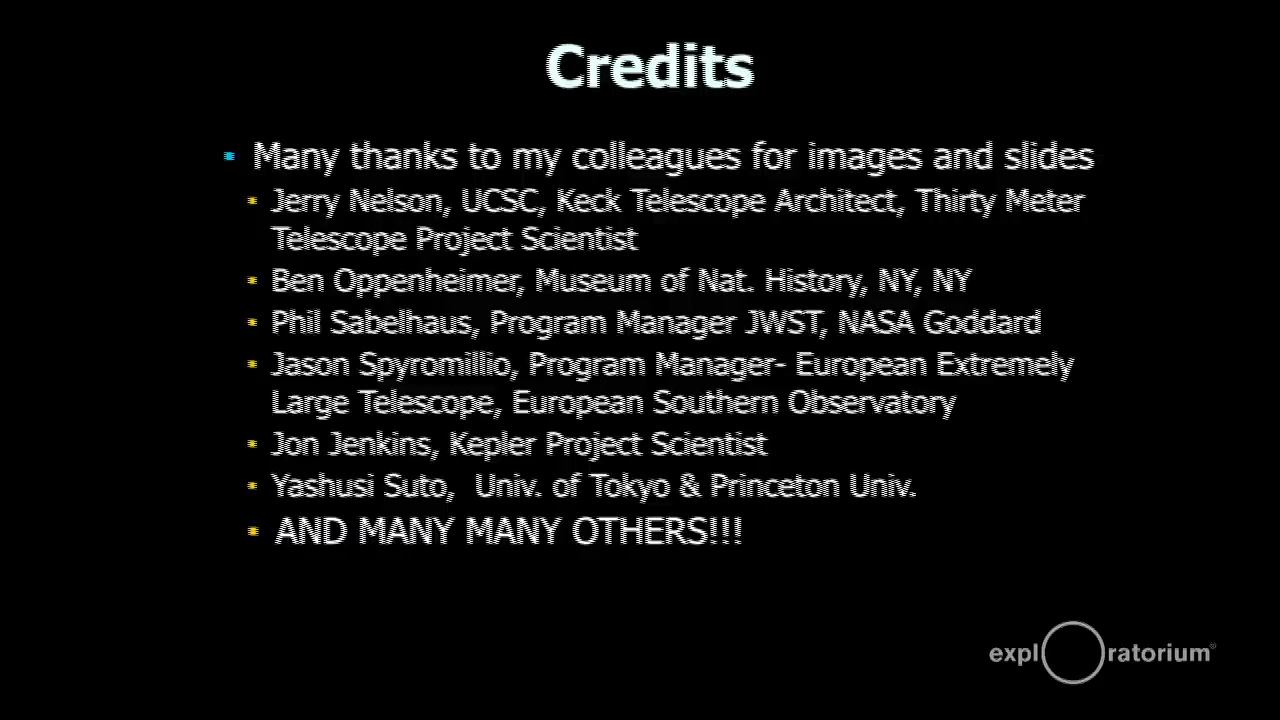 Credits
Many thanks to my colleagues for images and slides
Jerry Nelson, UCSC, Keck Telescope Architect, Thirty Meter
Telescope Project Scientist
Ben Oppenheimer, Museum of Nat. History, NY, NY
Phil Sabelhaus, Program Manager JWST, NASA Goddard
Jason Spyromillio, Program Manager- European Extremely
Large Telescope, European Southern Observatory
Jon Jenkins, Kepler Project Scientist
Yashusi Suto, Univ. of Tokyo & Princeton Univ.
AND MANY MANY OTHERS!!!
expl○ratorium®